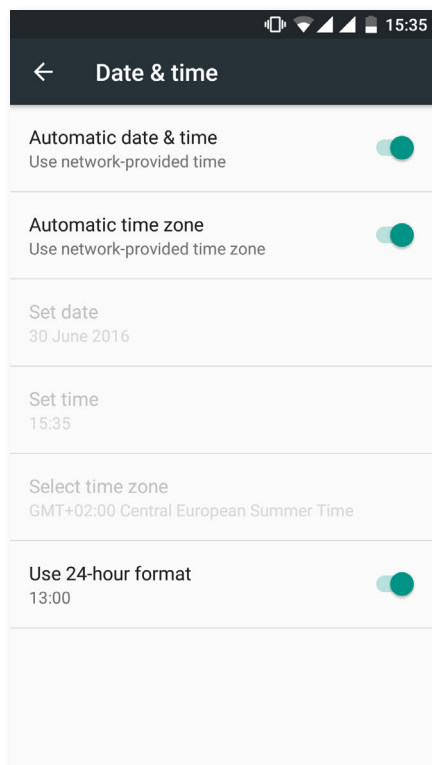 15:35
Date & time
Automatic date & time
Use network-provided time
Automatic time zone
Use network-provided time zone
Set date
30 June 2016
Set time
15:35
Select time zone
GMT+02:00 Central European Summer Time
Use 24-hour format
13:00